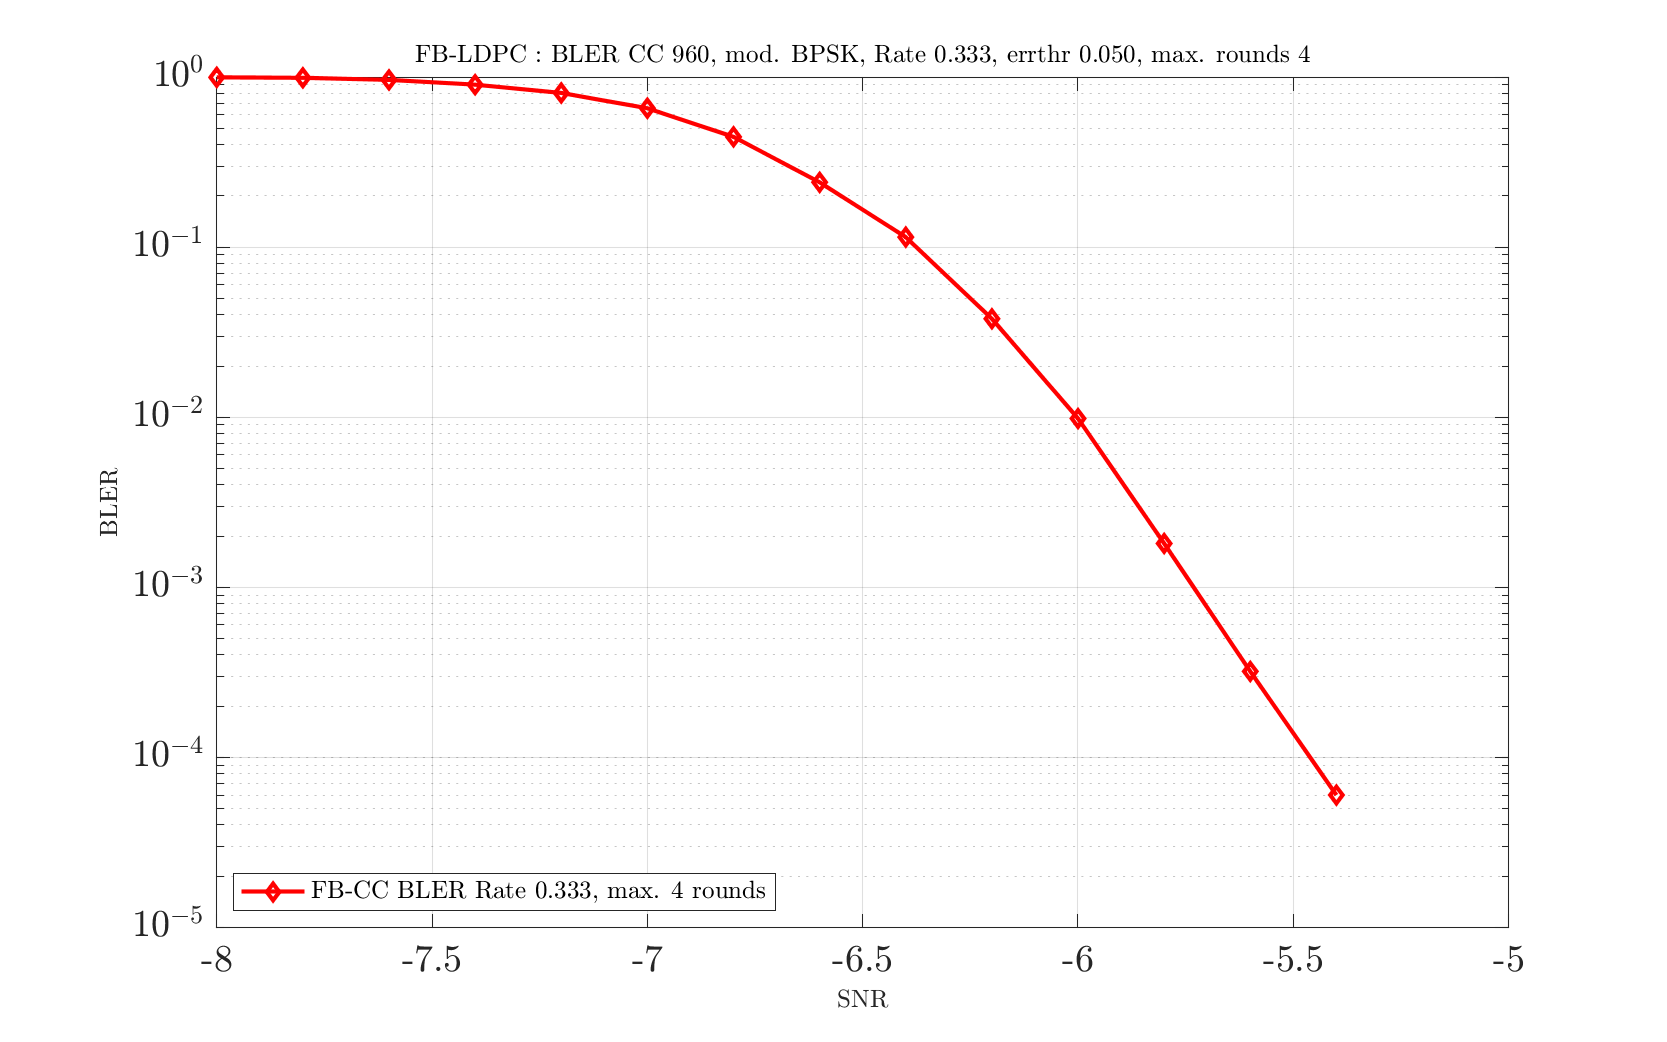 FB-LDPC : BLER CC 960, mod. BPSK, Rate 0.333, errthr 0.050, max. rounds 4
10^0
10^-1
10^-2
10^-3
10^-4
10^-5
BLER
FB-CC BLER Rate 0.333, max. 4 rounds
-8 -7.5 -7 -6.5 -6 -5.5 -5
SNR